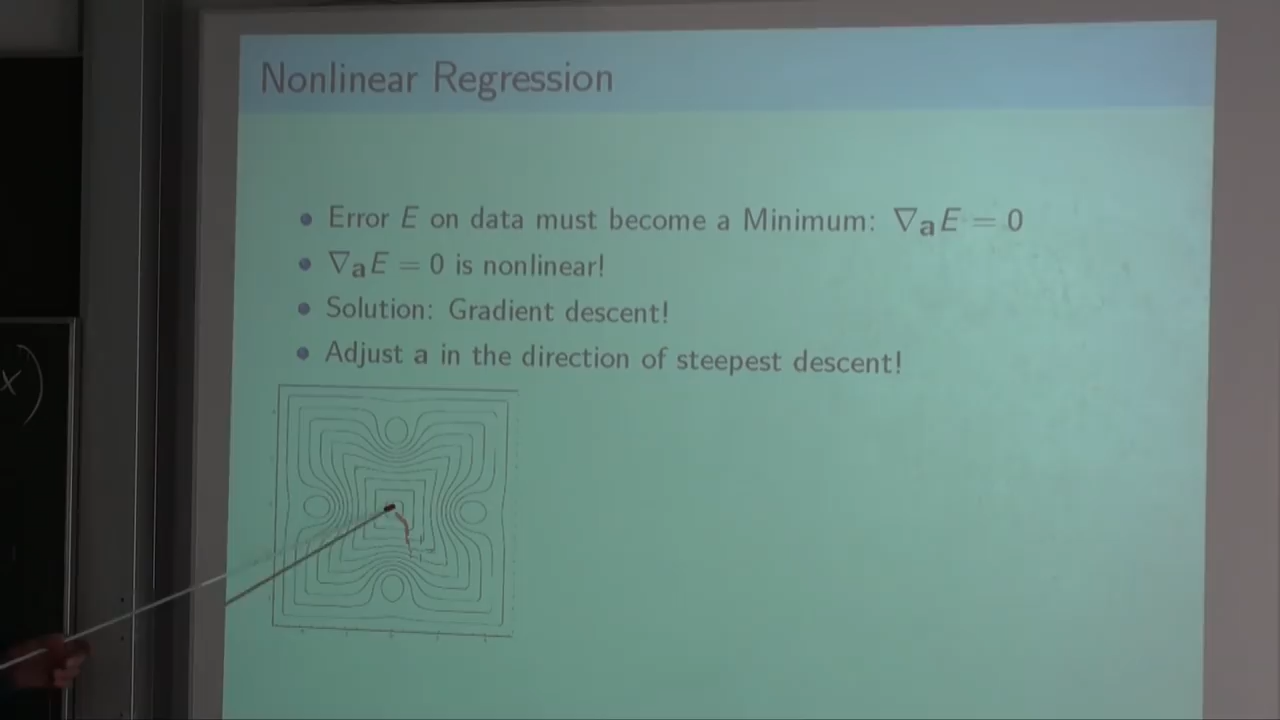 Nonlinear Regression
Error E on data must become a Minimum: ∇ₐE = 0
∇ₐE = 0 is nonlinear!
Solution: Gradient descent!
Adjust a in the direction of steepest descent!
x)